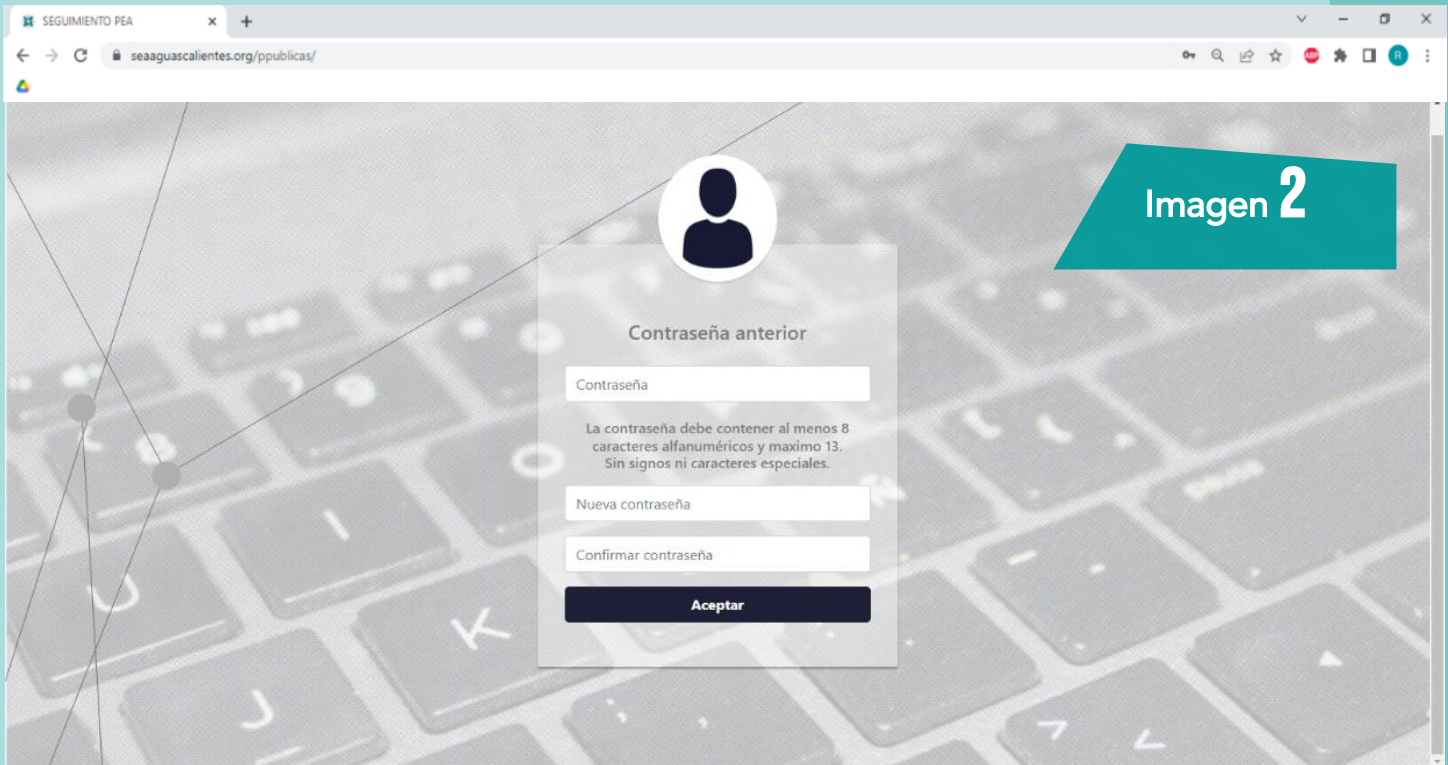 SEGUIMIENTO PEA
seaaguascalientes.org/ppublicas/
ABP
R
Imagen 2
Contraseña anterior
Contraseña
La contraseña debe contener al menos 8
caracteres alfanuméricos y maximo 13.
Sin signos ni caracteres especiales.
Nueva contraseña
Confirmar contraseña
Aceptar
U
K
J